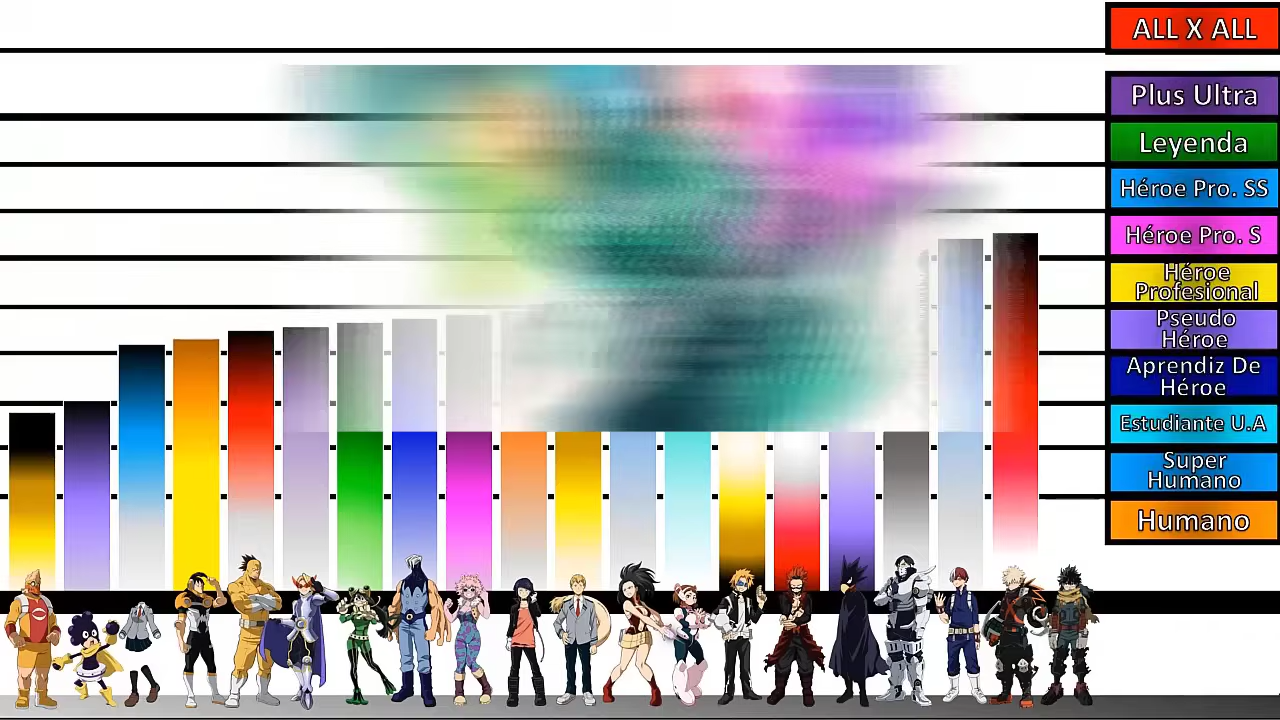 ALL X ALL
Plus Ultra
Leyenda
Héroe Pro. SS
Héroe Pro. S
Héroe
Profesional
Pseudo
Héroe
Aprendiz De
Héroe
Estudiante U.A
Super
Humano
Humano